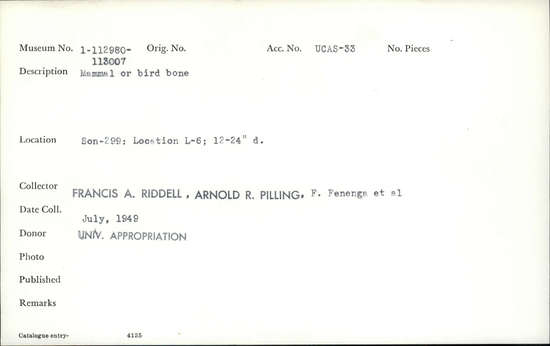 Museum No. 1-112980- Orig. No. Acc. No. UCAS-33 No. Pieces
113007
Description Mammal or bird bone
Location Son-299; Location L-6; 12-24" d.
Collector FRANCIS A. RIDDELL, ARNOLD R. PILLING, F. Fenenga et al
Date Coll. July, 1949
Donor UNIV. APPROPRIATION
Photo
Published
Remarks
Catalogue entry- 4125